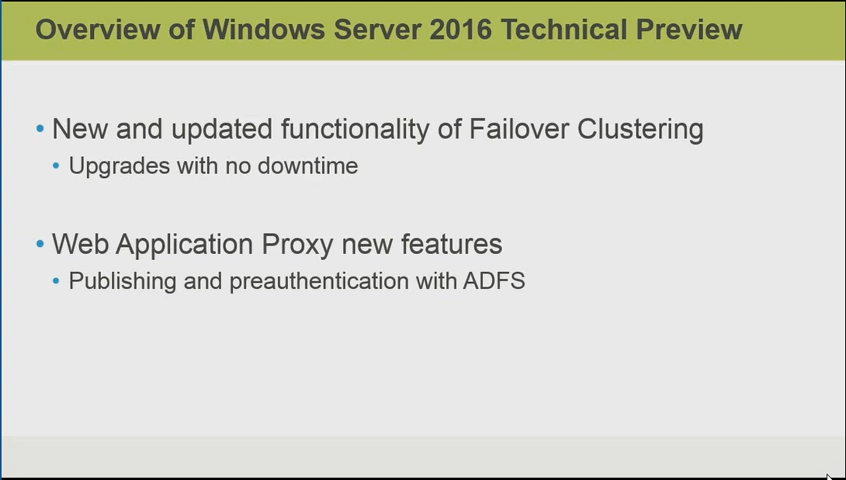 Overview of Windows Server 2016 Technical Preview
• New and updated functionality of Failover Clustering
• Upgrades with no downtime
• Web Application Proxy new features
• Publishing and preauthentication with ADFS